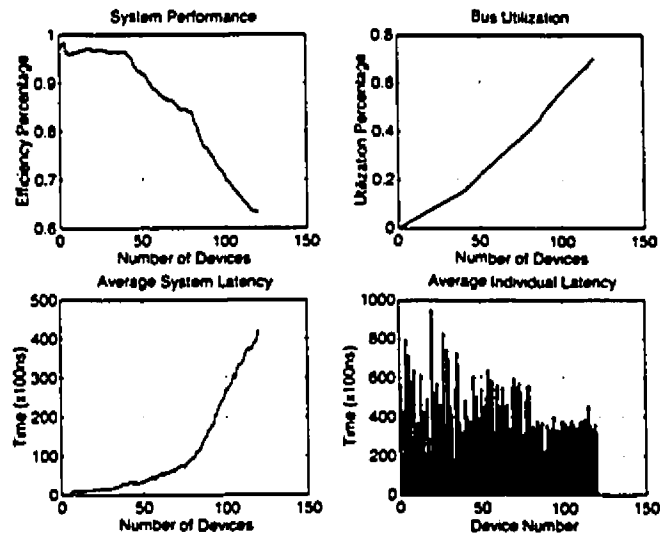 System Performance
Bus Utilization
Efficiency Percentage
1
0.9
0.8
0.7
0.6
0 50 100 150
Number of Devices
Utilization Percentage
0.8
0.6
0.4
0.2
0
0 50 100 150
Number of Devices
Average System Latency
Average Individual Latency
Time (x100ns)
500
400
300
200
100
0
0 50 100 150
Number of Devices
Time (x100ns)
1000
800
600
400
200
0
0 50 100 150
Device Number